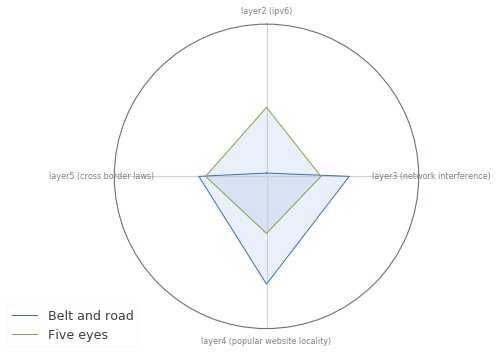 layer2 (ipv6)
layer5 (cross border laws)
layer3 (network interference)
layer4 (popular website locality)
Belt and road
Five eyes